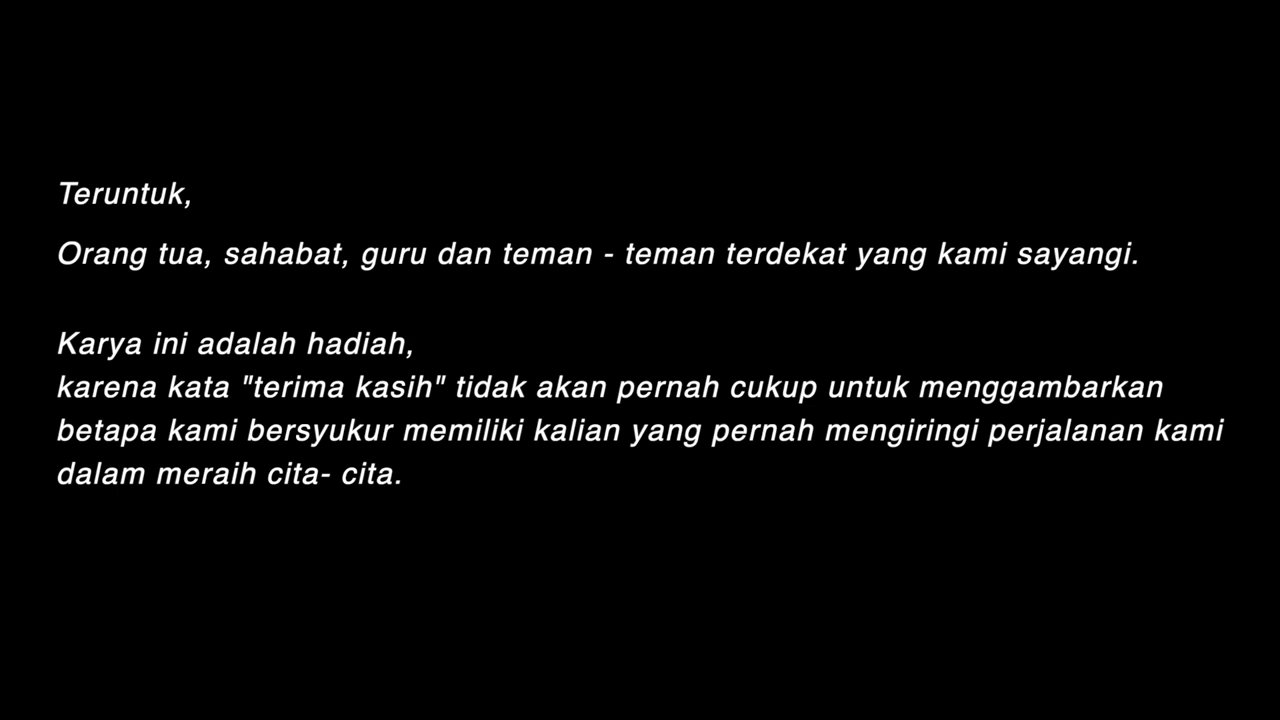 Teruntuk,
Orang tua, sahabat, guru dan teman - teman terdekat yang kami sayangi.
Karya ini adalah hadiah,
karena kata "terima kasih" tidak akan pernah cukup untuk menggambarkan
betapa kami bersyukur memiliki kalian yang pernah mengiringi perjalanan kami
dalam meraih cita- cita.